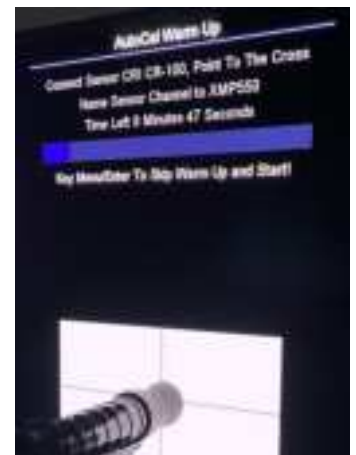 AutoCal Warm Up
Connect Sensor CRI CR-100, Point To The Cross
Name Sensor Channel to XMP550
Time Left 8 Minutes 47 Seconds
Key Menu/Enter To Skip Warm Up and Start!